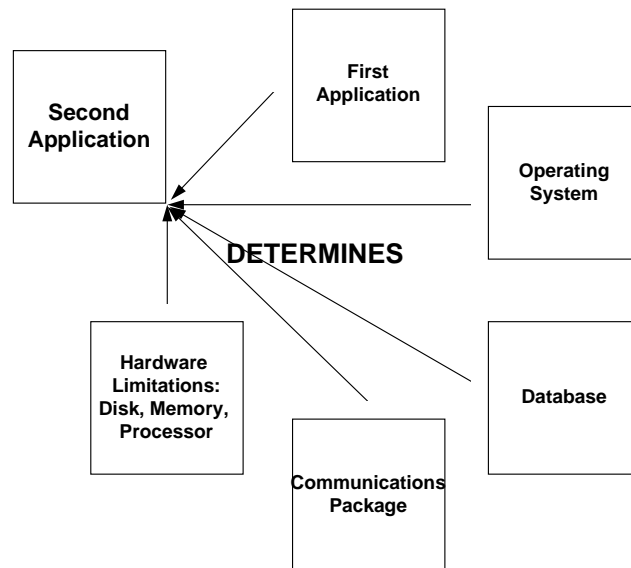 First
Application
Second
Application
Operating
System
DETERMINES
Hardware
Limitations:
Disk, Memory,
Processor
Database
Communications
Package